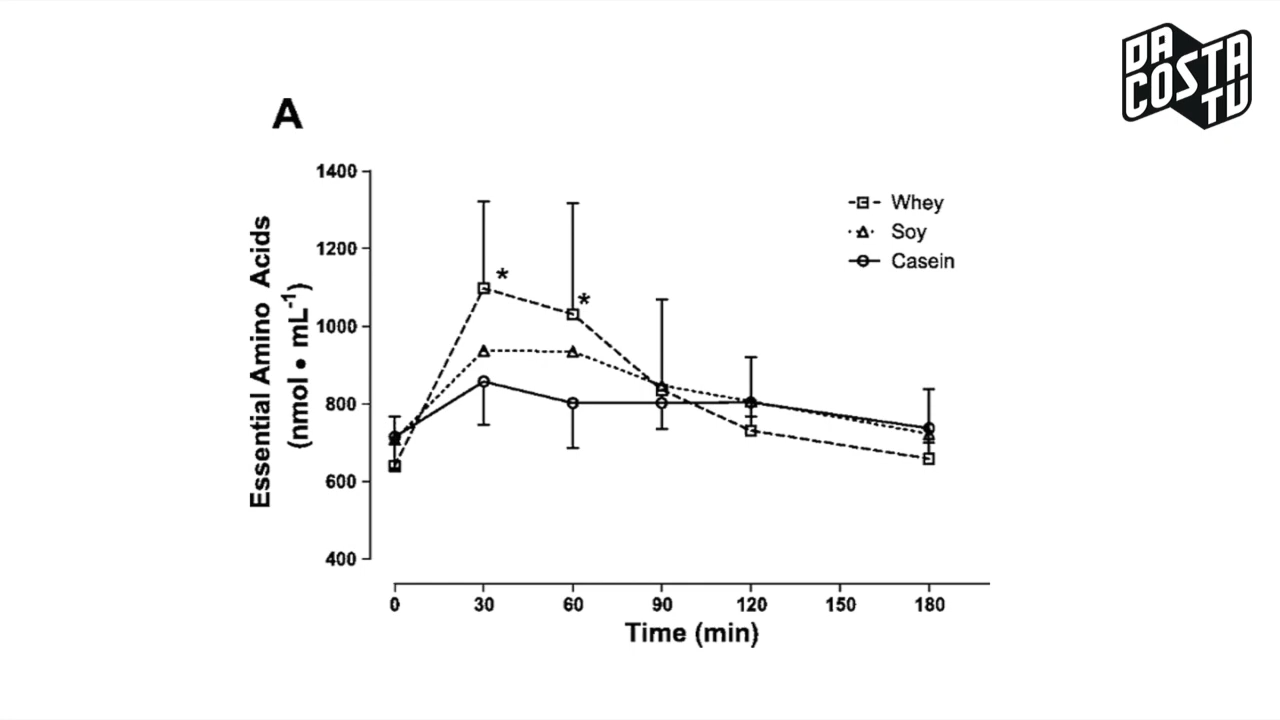 DA
COSTA
TU
A
1400
1200
1000
800
600
400
Essential Amino Acids
(nmol • mL⁻¹)
Whey
Soy
Casein
*
*
0 30 60 90 120 150 180
Time (min)